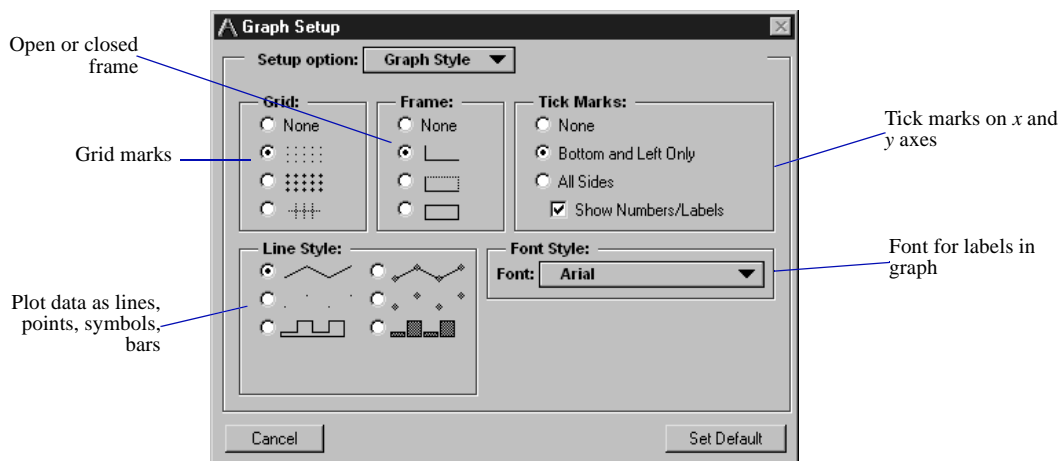 Graph Setup
Open or closed
frame
Setup option: Graph Style
Grid:
None
Frame:
None
Tick Marks:
None
Bottom and Left Only
All Sides
Show Numbers/Labels
Grid marks
Tick marks on x and
y axes
Line Style:
Font Style:
Font: Arial
Font for labels in
graph
Plot data as lines,
points, symbols,
bars
Cancel
Set Default